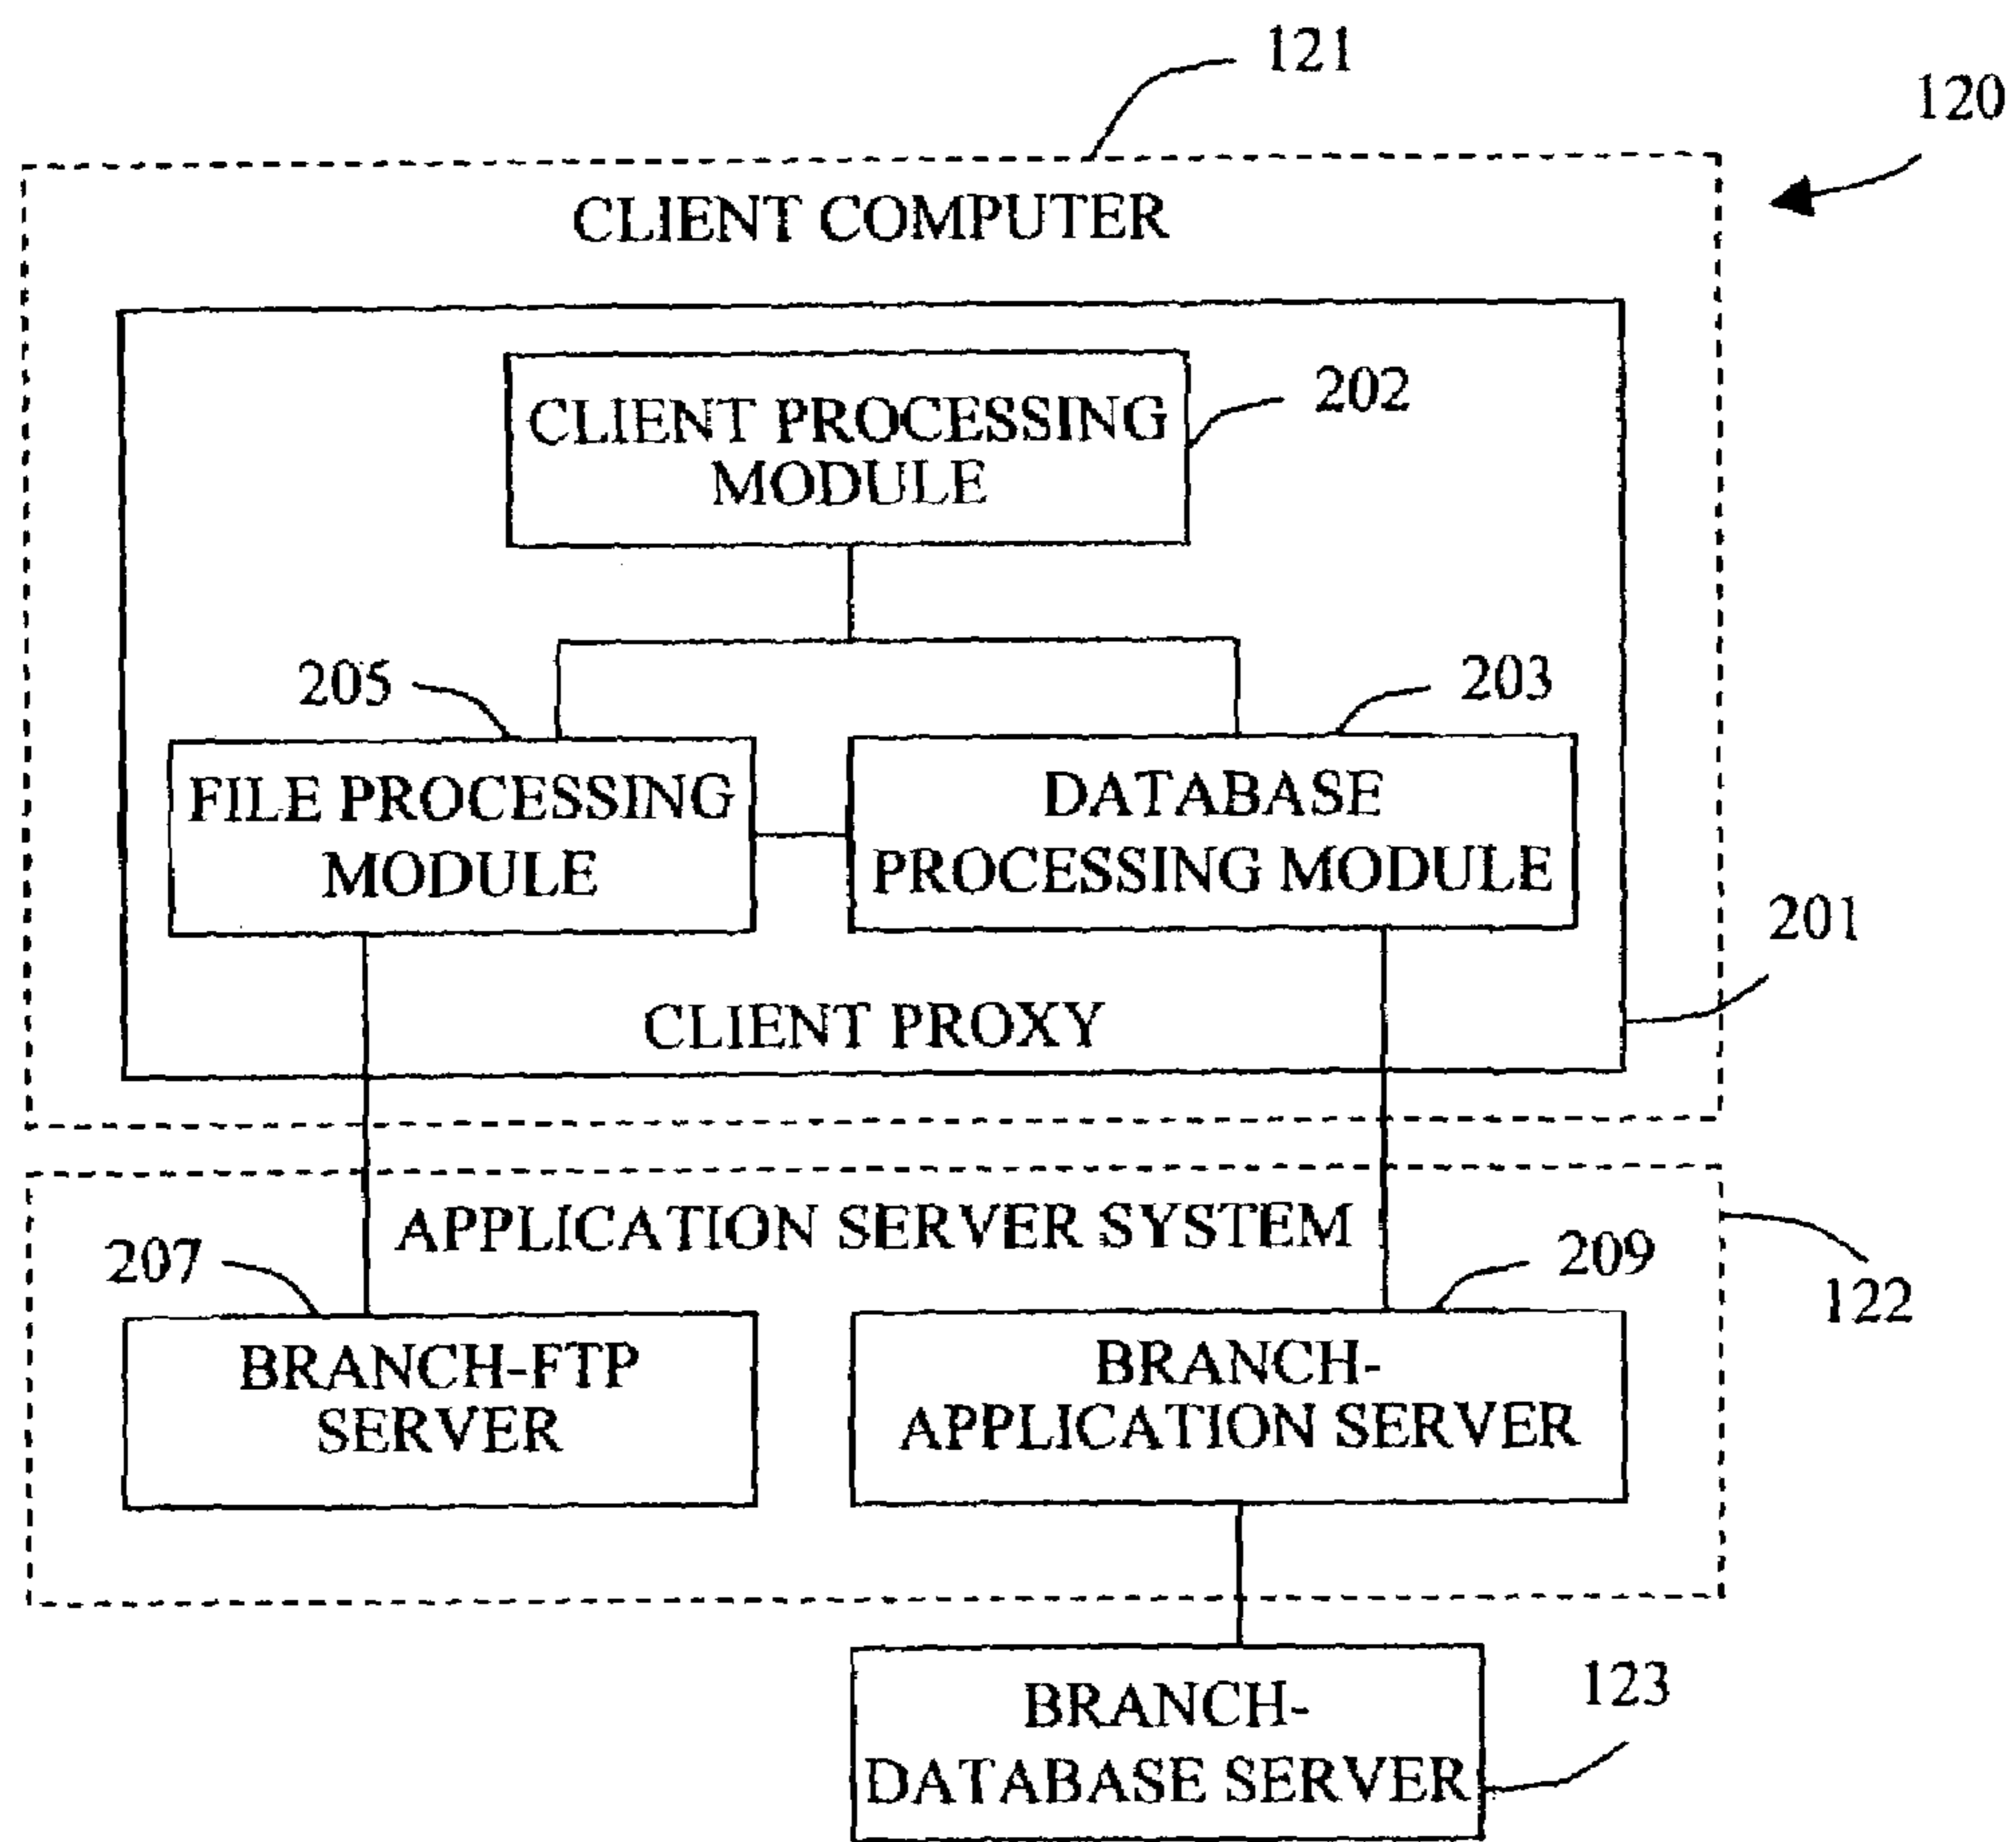 121
120
CLIENT COMPUTER
CLIENT PROCESSING
MODULE
202
205
203
FILE PROCESSING
MODULE
DATABASE
PROCESSING MODULE
201
CLIENT PROXY
APPLICATION SERVER SYSTEM
207
209
122
BRANCH-FTP
SERVER
BRANCH-
APPLICATION SERVER
BRANCH-
DATABASE SERVER
123